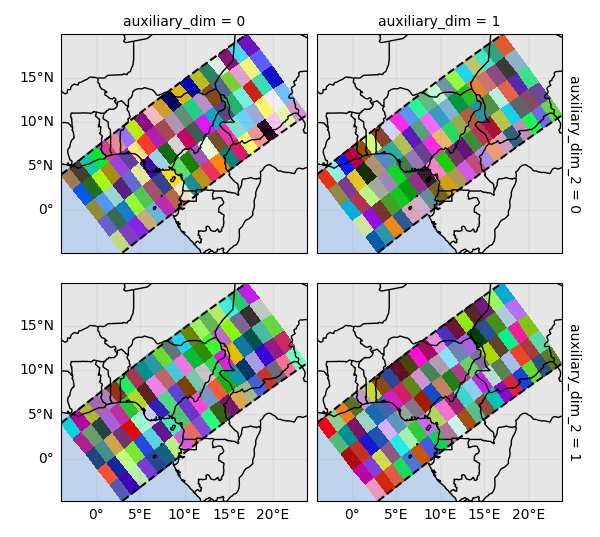 auxiliary_dim = 0 auxiliary_dim = 1
15°N
10°N
5°N
0°
auxiliary_dim_2 = 0
15°N
10°N
5°N
0°
auxiliary_dim_2 = 1
0° 5°E 10°E 15°E 20°E 0° 5°E 10°E 15°E 20°E